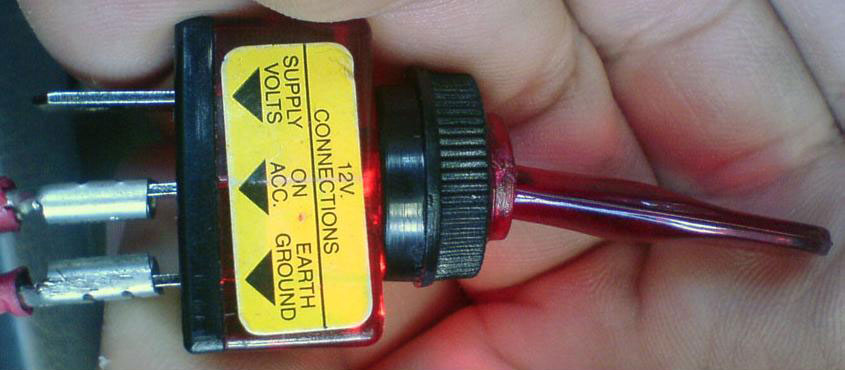 12V.
CONNECTIONS
SUPPLY ON EARTH
VOLTS ACC. GROUND